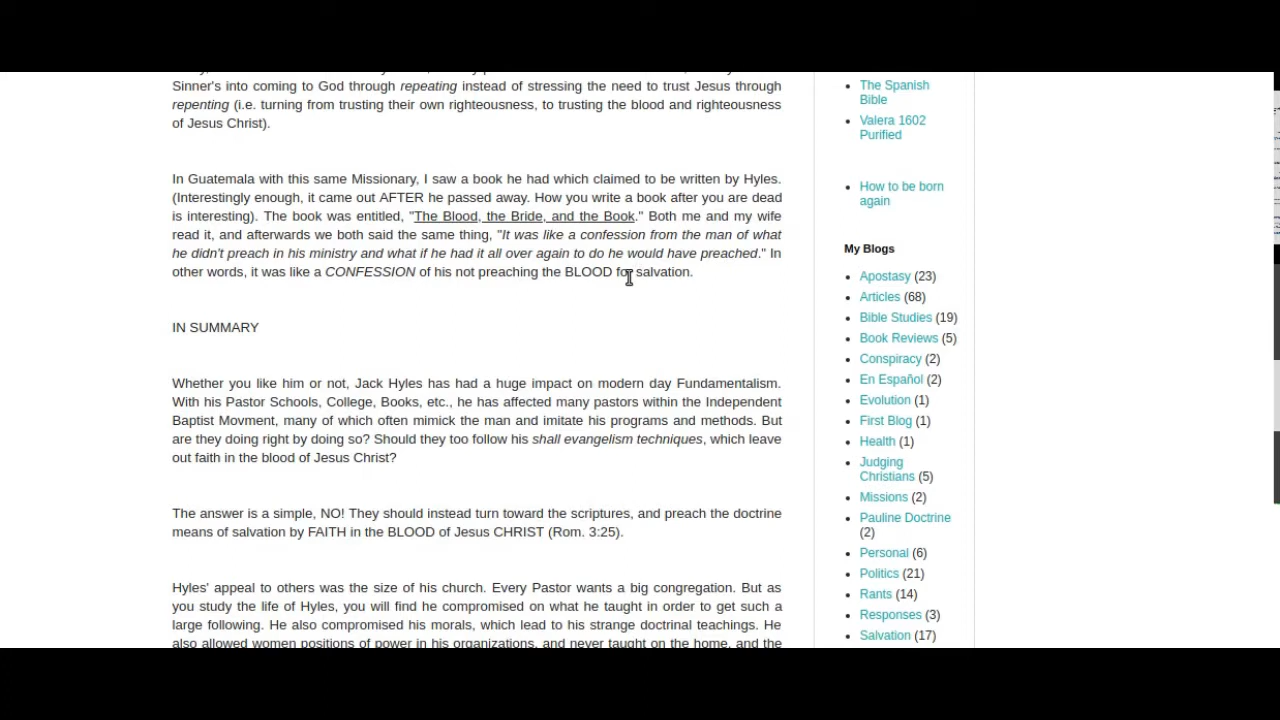 Sinner's into coming to God through repeating instead of stressing the need to trust Jesus through
repenting (i.e. turning from trusting their own righteousness, to trusting the blood and righteousness
of Jesus Christ).
In Guatemala with this same Missionary, I saw a book he had which claimed to be written by Hyles.
(Interestingly enough, it came out AFTER he passed away. How you write a book after you are dead
is interesting). The book was entitled, "The Blood, the Bride, and the Book." Both me and my wife
read it, and afterwards we both said the same thing, "It was like a confession from the man of what
he didn't preach in his ministry and what if he had it all over again to do he would have preached." In
other words, it was like a CONFESSION of his not preaching the BLOOD for salvation.
IN SUMMARY
Whether you like him or not, Jack Hyles has had a huge impact on modern day Fundamentalism.
With his Pastor Schools, College, Books, etc., he has affected many pastors within the Independent
Baptist Movment, many of which often mimick the man and imitate his programs and methods. But
are they doing right by doing so? Should they too follow his shall evangelism techniques, which leave
out faith in the blood of Jesus Christ?
The answer is a simple, NO! They should instead turn toward the scriptures, and preach the doctrine
means of salvation by FAITH in the BLOOD of Jesus CHRIST (Rom. 3:25).
Hyles' appeal to others was the size of his church. Every Pastor wants a big congregation. But as
you study the life of Hyles, you will find he compromised on what he taught in order to get such a
large following. He also compromised his morals, which lead to his strange doctrinal teachings. He
also allowed women positions of power in his organizations, and never taught on the home, and the
The Spanish
Bible
Valera 1602
Purified
How to be born
again
My Blogs
Apostasy (23)
Articles (68)
Bible Studies (19)
Book Reviews (5)
Conspiracy (2)
En Español (2)
Evolution (1)
First Blog (1)
Health (1)
Judging
Christians (5)
Missions (2)
Pauline Doctrine
(2)
Personal (6)
Politics (21)
Rants (14)
Responses (3)
Salvation (17)